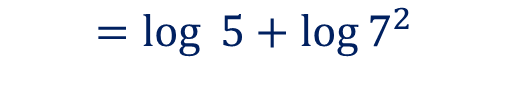 = log 5 + log 7²